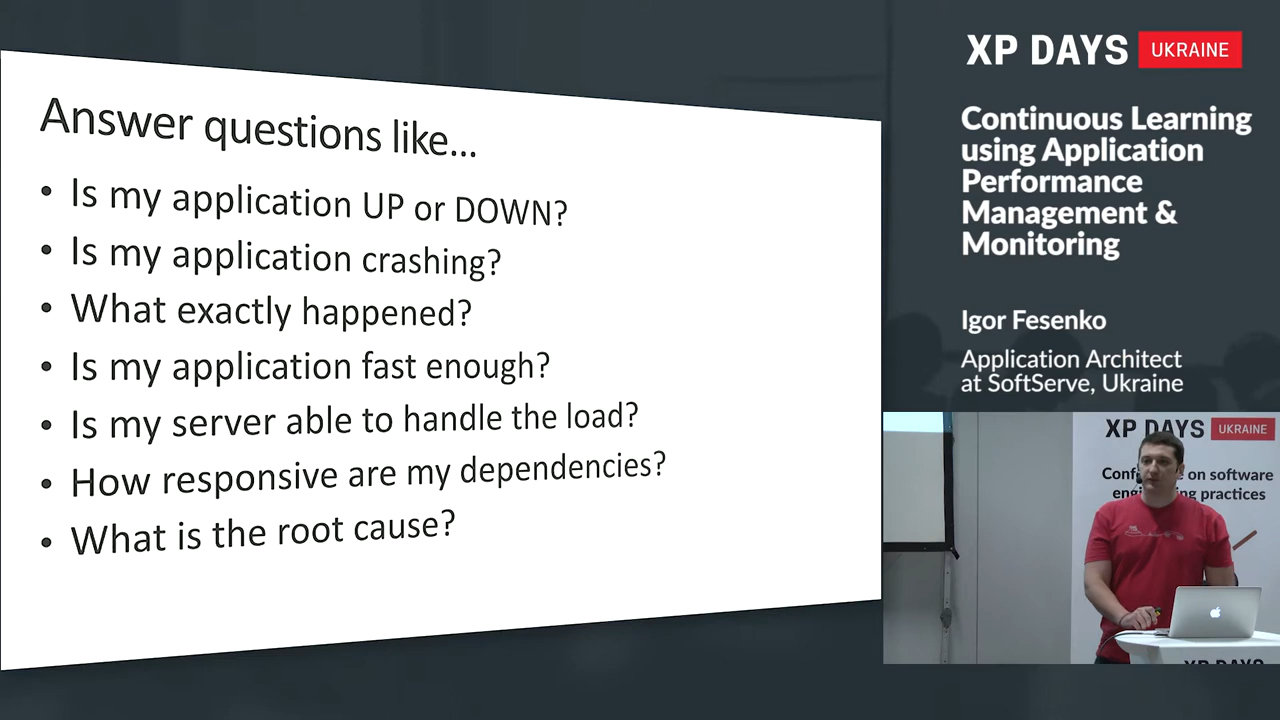 Answer questions like...
• Is my application UP or DOWN?
• Is my application crashing?
• What exactly happened?
• Is my application fast enough?
• Is my server able to handle the load?
• How responsive are my dependencies?
• What is the root cause?
XP DAYS UKRAINE
Continuous Learning
using Application
Performance
Management &
Monitoring
Igor Fesenko
Application Architect
at SoftServe, Ukraine
XP DAYS UKRAINE
on software
practices
XP DAYS